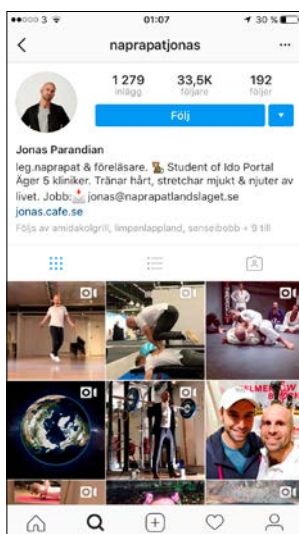 3 01:07 30 %
naprapatjonas
1 279 33,5K 192
inlägg följare följer
Följ
Jonas Parandian
leg.naprapat & föreläsare. Student of Ido Portal
Äger 5 kliniker. Tränar hårt, stretchar mjukt & njuter av
livet. Jobb: jonas@naprapatlandslaget.se
jonas.cafe.se
Följs av amidakolgrill, limpanlappland, senseibobb + 9 till